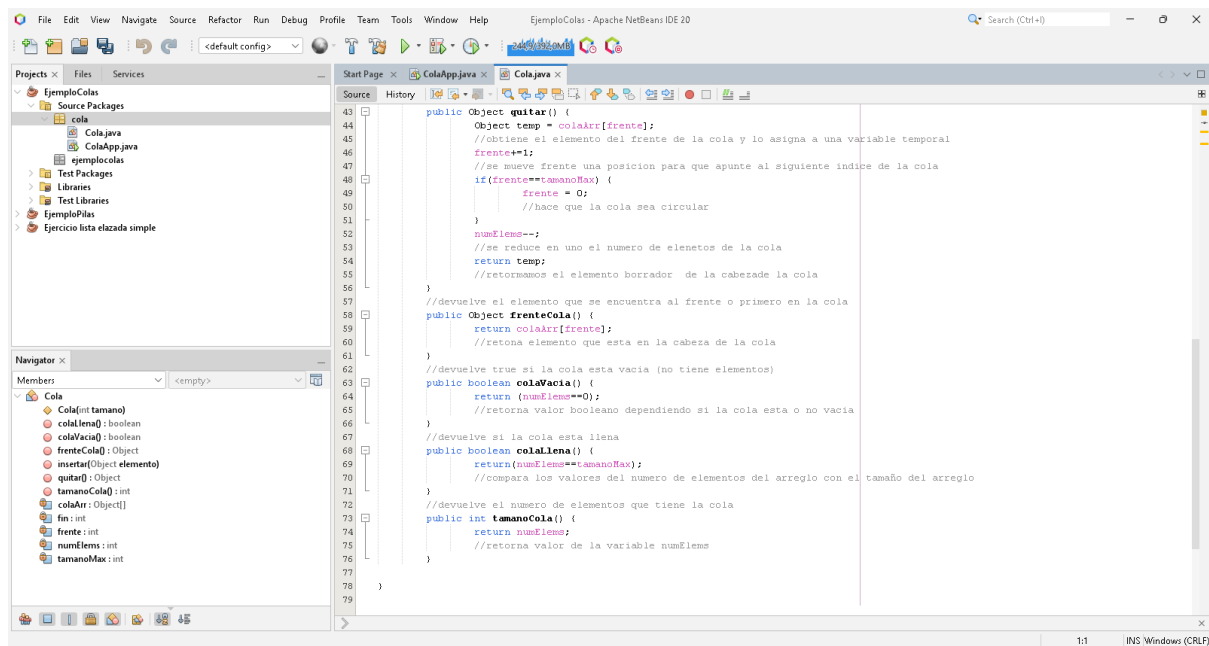 File Edit View Navigate Source Refactor Run Debug Profile Team Tools Window Help EjemploColas - Apache NetBeans IDE 20 Search (Ctrl+I)
<default config> 244,9/392,0MB
Projects Files Services
EjemploColas
Source Packages
cola
Cola.java
ColaApp.java
ejemplocolas
Test Packages
Libraries
Test Libraries
EjemploPilas
Ejercicio lista elazada simple
Navigator
Members <empty>
Cola
Cola(int tamano)
colaLlena() : boolean
colaVacia() : boolean
frenteCola() : Object
insertar(Object elemento)
quitar() : Object
tamanoCola() : int
colaArr : Object[]
fin : int
frente : int
numElems : int
tamanoMax : int
Start Page ColaApp.java Cola.java
Source History
43 public Object quitar() {
44 Object temp = colaArr[frente];
45 //obtiene el elemento del frente de la cola y lo asigna a una variable temporal
46 frente+=1;
47 //se mueve frente una posicion para que apunte al siguiente indice de la cola
48 if(frente==tamanoMax) {
49 frente = 0;
50 //hace que la cola sea circular
51 }
52 numElems--;
53 //se reduce en uno el numero de elenetos de la cola
54 return temp;
55 //retormamos el elemento borrador de la cabezade la cola
56 }
57 //devuelve el elemento que se encuentra al frente o primero en la cola
58 public Object frenteCola() {
59 return colaArr[frente];
60 //retona elemento que esta en la cabeza de la cola
61 }
62 //devuelve true si la cola esta vacia (no tiene elementos)
63 public boolean colaVacia() {
64 return (numElems==0);
65 //retorna valor booleano dependiendo si la cola esta o no vacia
66 }
67 //devuelve si la cola esta llena
68 public boolean colaLlena() {
69 return(numElems==tamanoMax);
70 //compara los valores del numero de elementos del arreglo con el tamaño del arreglo
71 }
72 //devuelve el numero de elementos que tiene la cola
73 public int tamanoCola() {
74 return numElems;
75 //retorna valor de la variable numElems
76 }
77
78 }
79
1:1 INS Windows (CRLF)